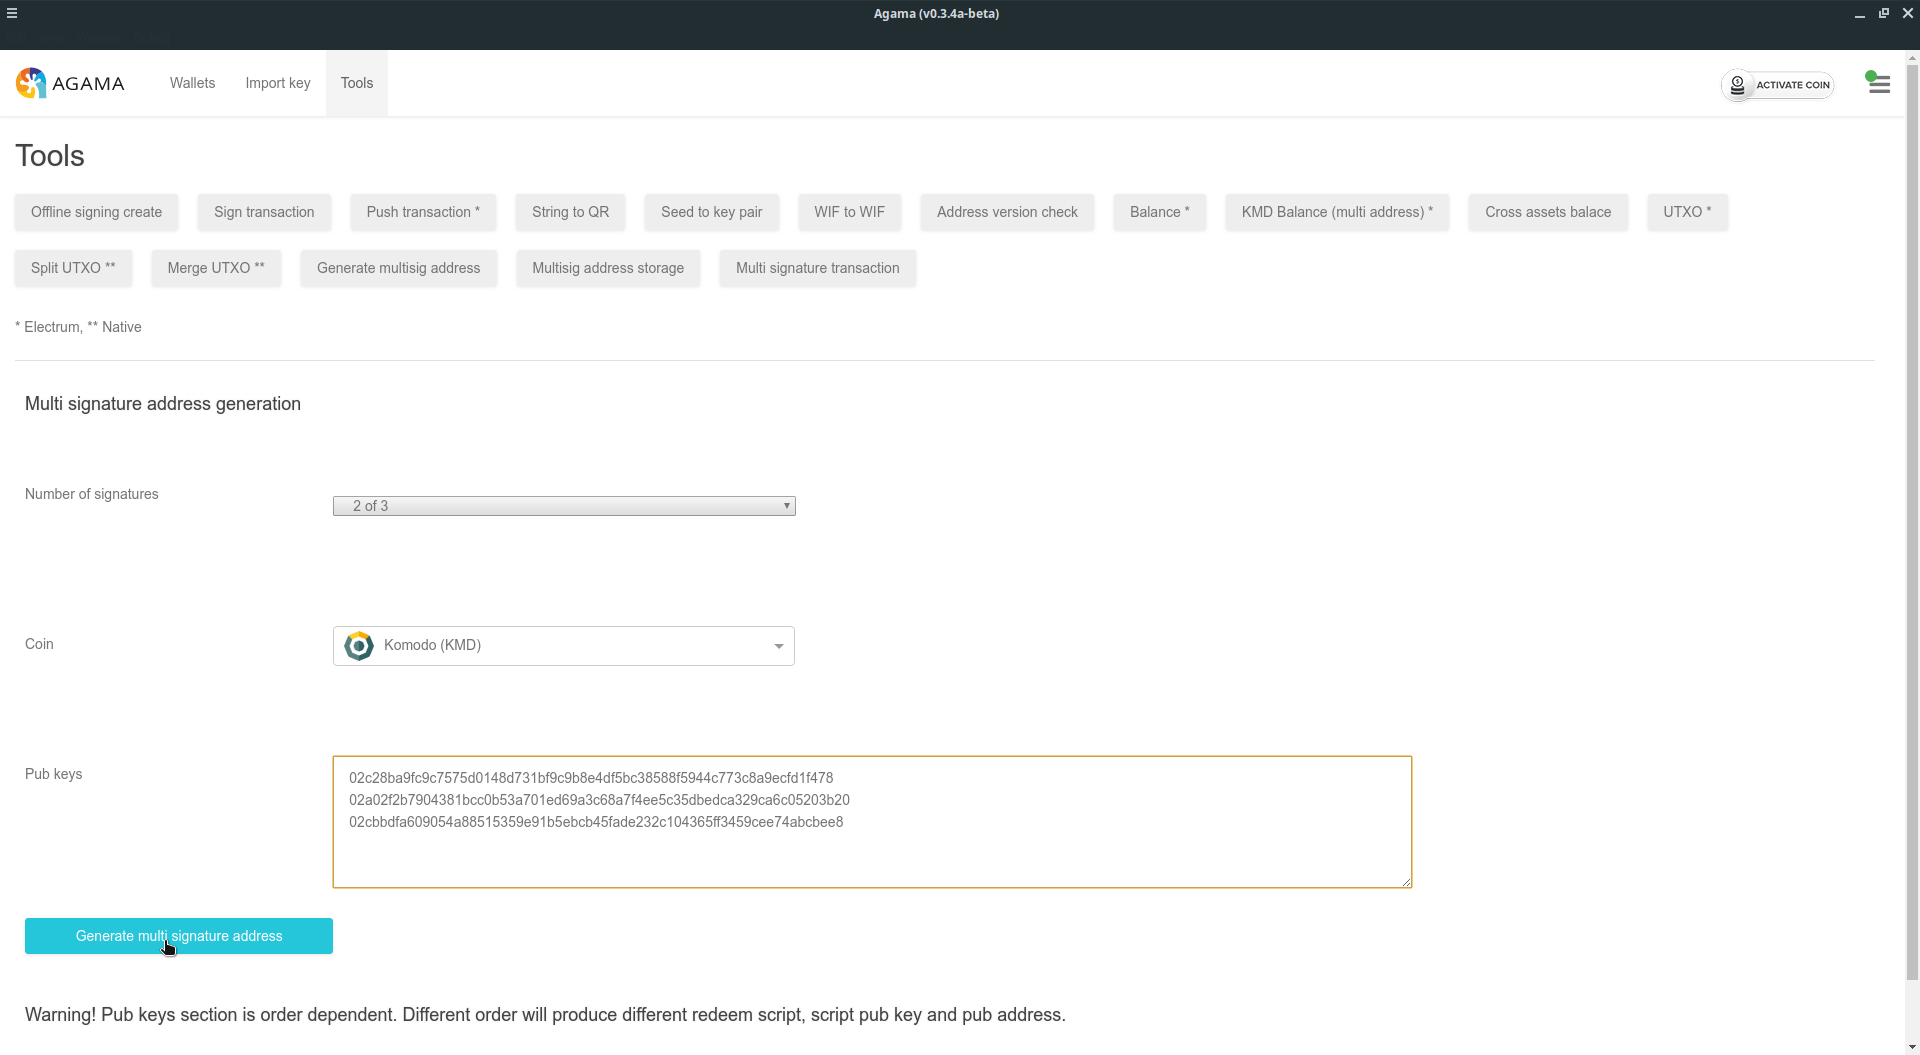 Agama (v0.3.4a-beta)
AGAMA Wallets Import key Tools ACTIVATE COIN
Tools
Offline signing create Sign transaction Push transaction * String to QR Seed to key pair WIF to WIF Address version check Balance * KMD Balance (multi address) * Cross assets balace UTXO *
Split UTXO ** Merge UTXO ** Generate multisig address Multisig address storage Multi signature transaction
* Electrum, ** Native
Multi signature address generation
Number of signatures 2 of 3
Coin Komodo (KMD)
Pub keys
02c28ba9fc9c7575d0148d731bf9c9b8e4df5bc38588f5944c773c8a9ecfd1f478
02a02f2b7904381bcc0b53a701ed69a3c68a7f4ee5c35dbedca329ca6c05203b20
02cbbdfa609054a88515359e91b5ebcb45fade232c104365ff3459cee74abcbee8
Generate multi signature address
Warning! Pub keys section is order dependent. Different order will produce different redeem script, script pub key and pub address.